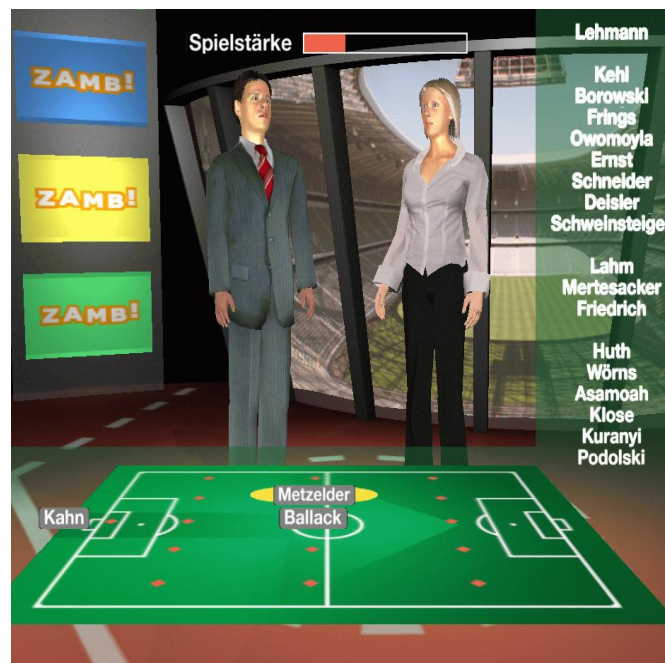 Spielstärke
ZAMB!
ZAMB!
ZAMB!
Lehmann
Kehl
Borowski
Frings
Owomoyla
Ernst
Schneider
Deisler
Schweinsteige
Lahm
Mertesacker
Friedrich
Huth
Wörns
Asamoah
Klose
Kuranyi
Podolski
Metzelder
Kahn
Ballack